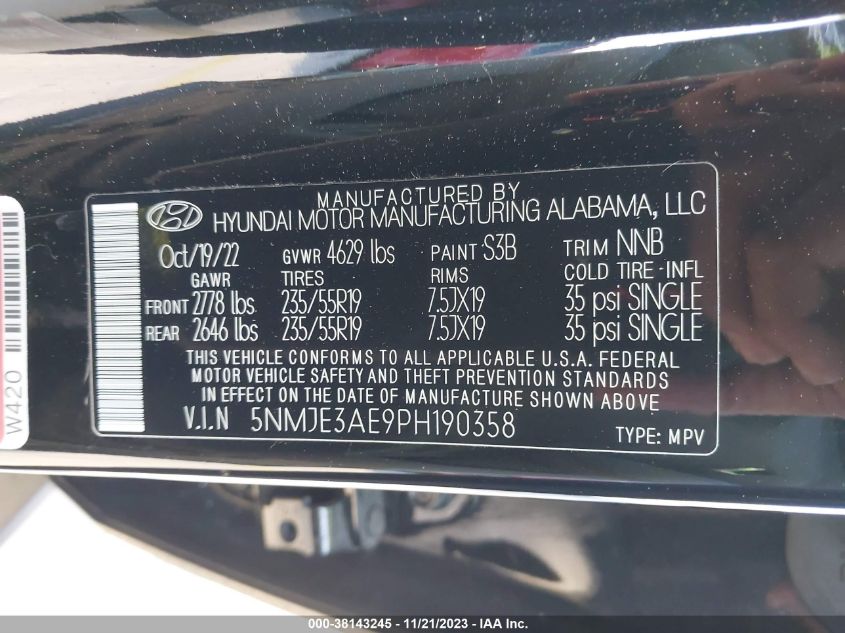 MANUFACTURED BY
HYUNDAI MOTOR MANUFACTURING ALABAMA, LLC
Oct/19/22 GVWR 4629 lbs PAINT S3B TRIM NNB
GAWR TIRES RIMS COLD TIRE-INFL
FRONT 2778 lbs 235/55R19 7.5JX19 35 psi SINGLE
REAR 2646 lbs 235/55R19 7.5JX19 35 psi SINGLE
THIS VEHICLE CONFORMS TO ALL APPLICABLE U.S.A. FEDERAL
MOTOR VEHICLE SAFETY AND THEFT PREVENTION STANDARDS
IN EFFECT ON THE DATE OF MANUFACTURE SHOWN ABOVE
V.I.N 5NMJE3AE9PH190358
TYPE: MPV
W420
000-38143245 - 11/21/2023 - IAA Inc.